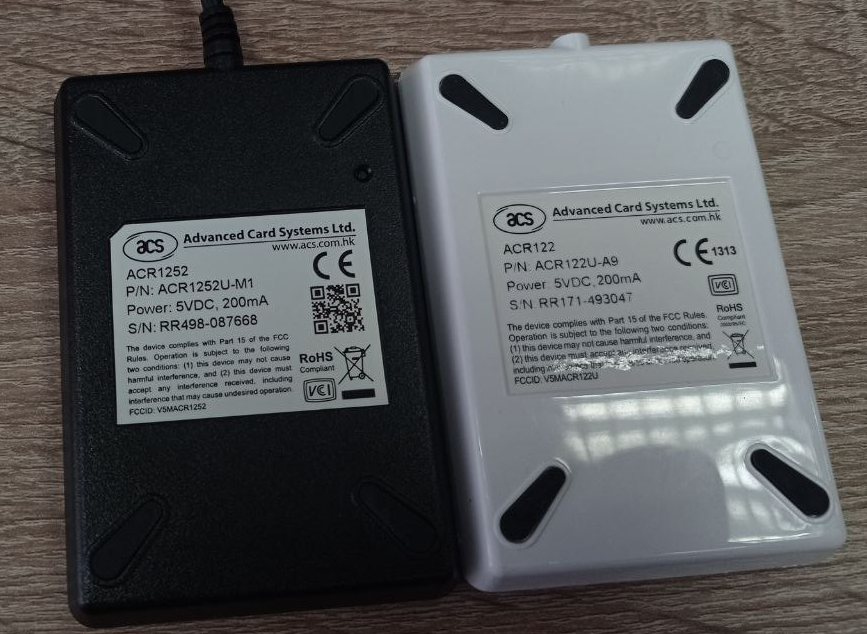 acs Advanced Card Systems Ltd.
www.acs.com.hk
ACR1252
P/N: ACR1252U-M1
Power: 5VDC, 200mA
S/N: RR498-087668
The device complies with Part 15 of the FCC
Rules. Operation is subject to the following
two conditions: (1) this device may not cause
harmful interference, and (2) this device must
accept any interference received, including
interference that may cause undesired operation.
FCCID: V5MACR1252
CE
RoHS
Compliant
VCI
acs Advanced Card Systems Ltd.
www.acs.com.hk
ACR122
P/N: ACR122U-A9
Power: 5VDC, 200mA
S/N: RR171-493047
The device complies with Part 15 of the FCC Rules.
Operation is subject to the following two conditions:
(1) this device may not cause harmful interference, and
(2) this device must accept any interference received,
including
FCCID: V5MACR122U
CE 1313
VCI
RoHS
Compliant